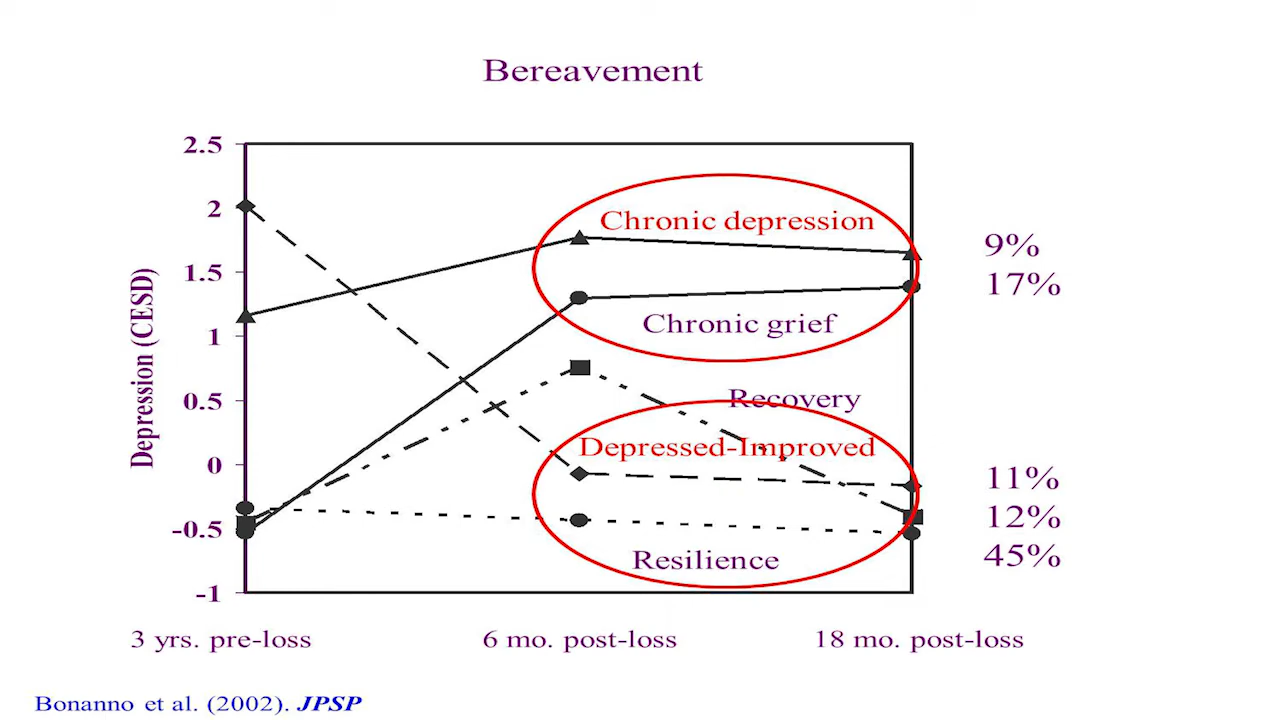 Bereavement
2.5
2
1.5
1
0.5
0
-0.5
-1
Depression (CESD)
Chronic depression
Chronic grief
Recovery
Depressed-Improved
Resilience
9%
17%
11%
12%
45%
3 yrs. pre-loss
6 mo. post-loss
18 mo. post-loss
Bonanno et al. (2002). JPSP